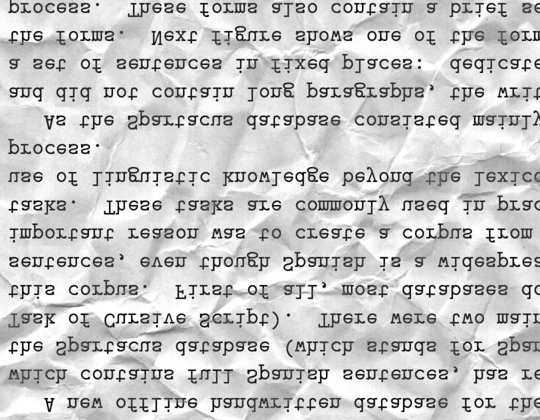 A new offline handwritten database for the
which contains full Spanish sentences, has re
the Spartacus database (which stands for Span
Task of Cursive Script). There were two main
this corpus. First of all, most databases do
sentences, even though Spanish is a widesprea
important reason was to create a corpus from
tasks. These tasks are commonly used in prac
use of linguistic knowledge beyond the lexico
process.
As the Spartacus database consisted mainly
and did not contain long paragraphs, the writ
a set of sentences in fixed places: dedicate
the forms. Next figure shows one of the form
process. These forms also contain a brief se